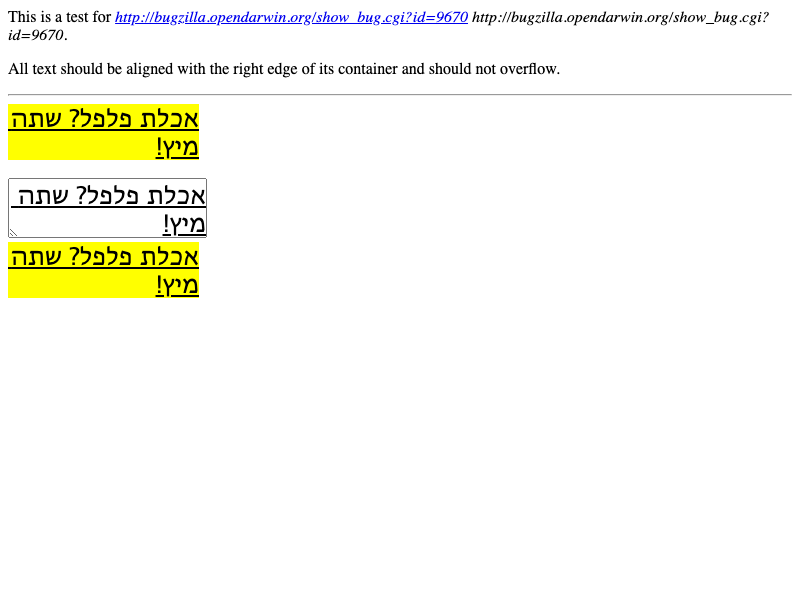 This is a test for http://bugzilla.opendarwin.org/show_bug.cgi?id=9670 http://bugzilla.opendarwin.org/show_bug.cgi?
id=9670.
All text should be aligned with the right edge of its container and should not overflow.
אכלת פלפל? שתה
מיץ!
אכלת פלפל? שתה
מיץ!
אכלת פלפל? שתה
מיץ!